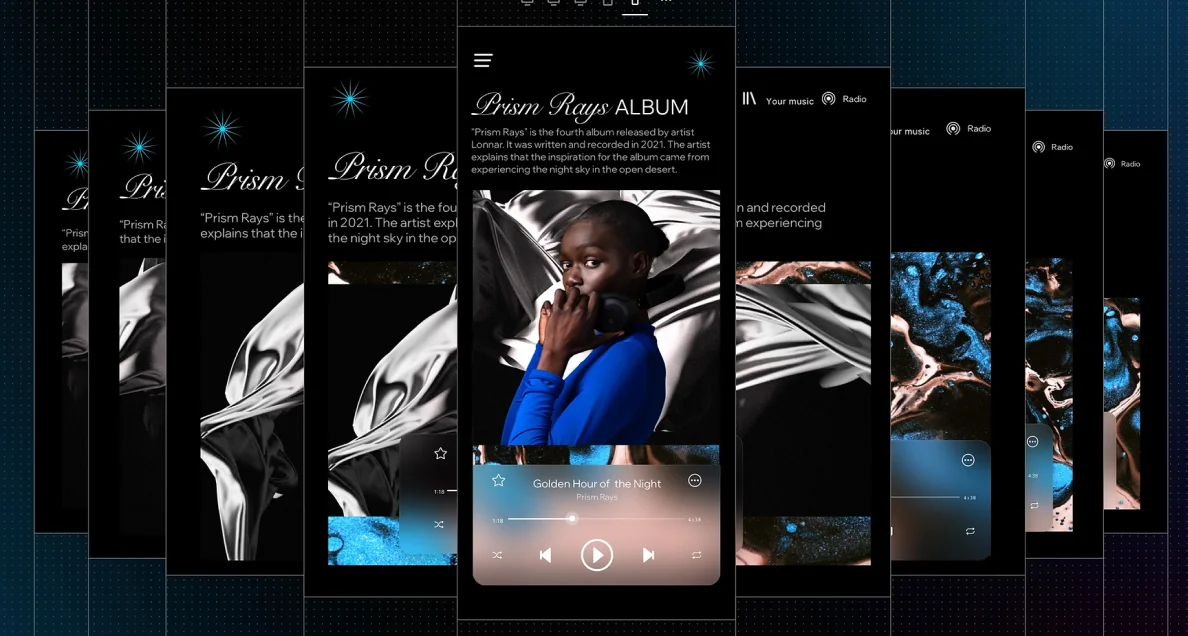 Prism Rays ALBUM
"Prism Rays" is the fourth album released by artist
Lonnar. It was written and recorded in 2021. The artist
explains that the inspiration for the album came from
experiencing the night sky in the open desert.
Golden Hour of the Night
Prism Rays
1:18
4:38
"Prism Rays" is the fou
in 2021. The artist expl
the night sky in the op
1:18
Your music
Radio
n and recorded
m experiencing
Prism
"Prism Rays" is the
explains that the i
ur music
Radio
4:38
Pri
"Prism Ra
that the i
Radio
4:38
"Prism
expla
Radio